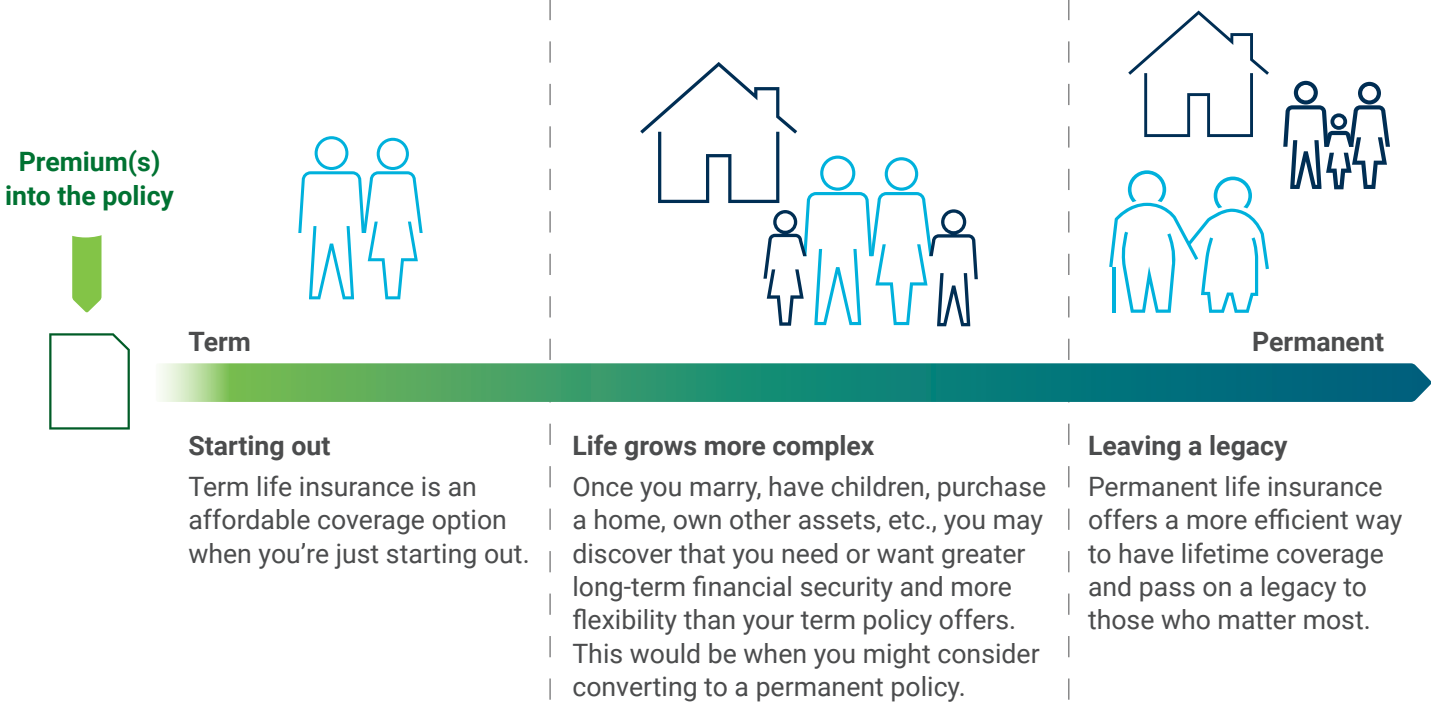 Premium(s)
into the policy
Term
Permanent
Starting out
Term life insurance is an
affordable coverage option
when you’re just starting out.
Life grows more complex
Once you marry, have children, purchase
a home, own other assets, etc., you may
discover that you need or want greater
long-term financial security and more
flexibility than your term policy offers.
This would be when you might consider
converting to a permanent policy.
Leaving a legacy
Permanent life insurance
offers a more efficient way
to have lifetime coverage
and pass on a legacy to
those who matter most.